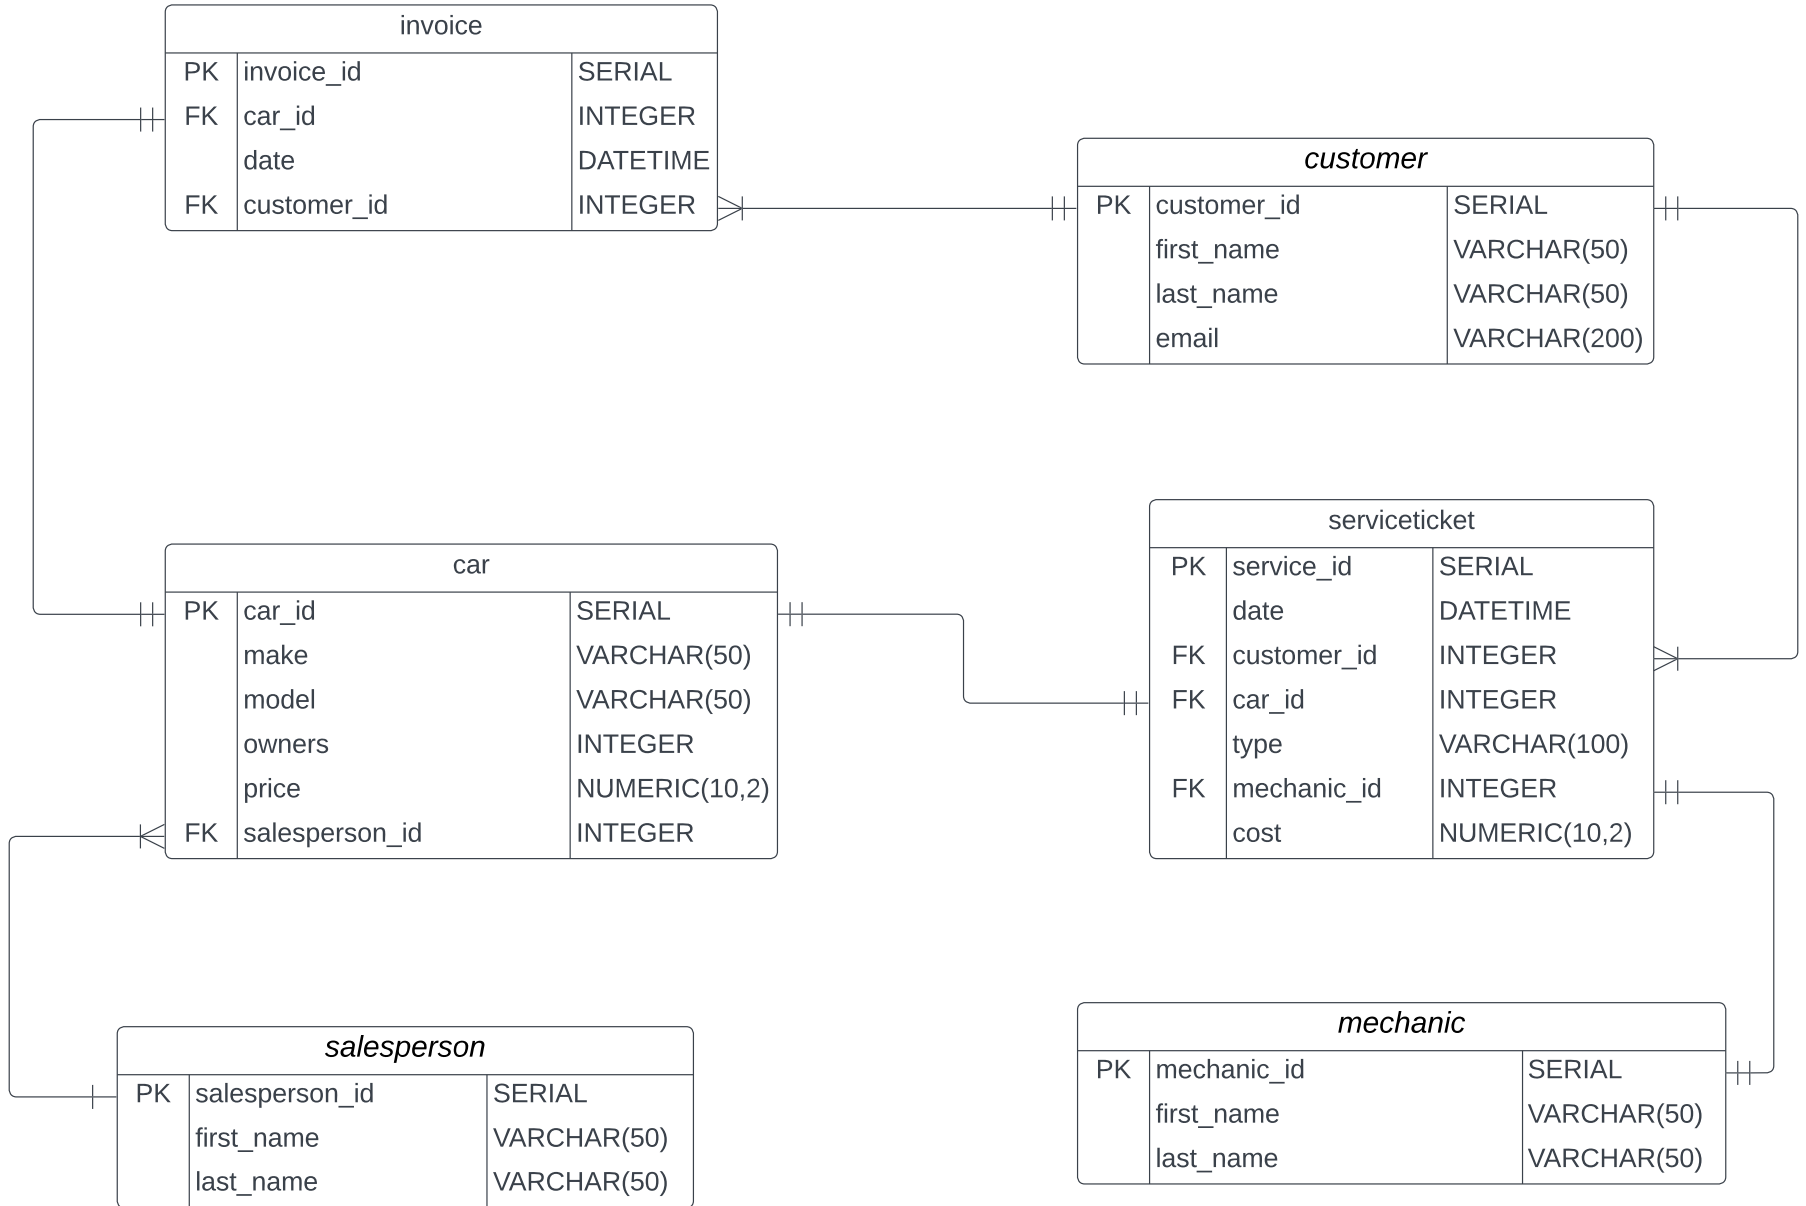 invoice
PK invoice_id SERIAL
FK car_id INTEGER
date DATETIME
FK customer_id INTEGER
customer
PK customer_id SERIAL
first_name VARCHAR(50)
last_name VARCHAR(50)
email VARCHAR(200)
car
PK car_id SERIAL
make VARCHAR(50)
model VARCHAR(50)
owners INTEGER
price NUMERIC(10,2)
FK salesperson_id INTEGER
serviceticket
PK service_id SERIAL
date DATETIME
FK customer_id INTEGER
FK car_id INTEGER
type VARCHAR(100)
FK mechanic_id INTEGER
cost NUMERIC(10,2)
salesperson
PK salesperson_id SERIAL
first_name VARCHAR(50)
last_name VARCHAR(50)
mechanic
PK mechanic_id SERIAL
first_name VARCHAR(50)
last_name VARCHAR(50)